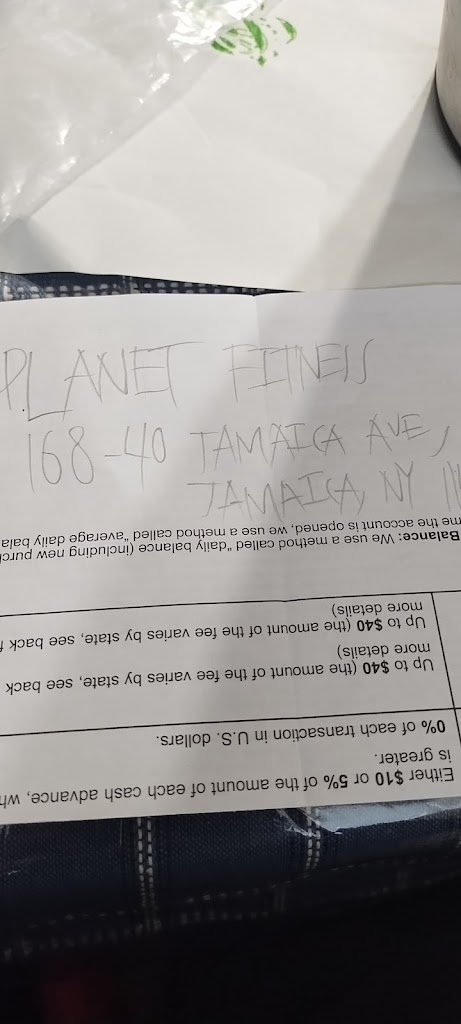 PLANET FITNESS
168-40 JAMAICA AVE,
JAMAICA, NY
Either $10 or 5% of the amount of each cash advance,
is greater.
0% of each transaction in U.S. dollars.
Up to $40 (the amount of the fee varies by state, see back
more details)
Up to $40 (the amount of the fee varies by state, see back
more details)
Balance: We use a method called "daily balance (including new
the account is opened, we use a method called "average daily